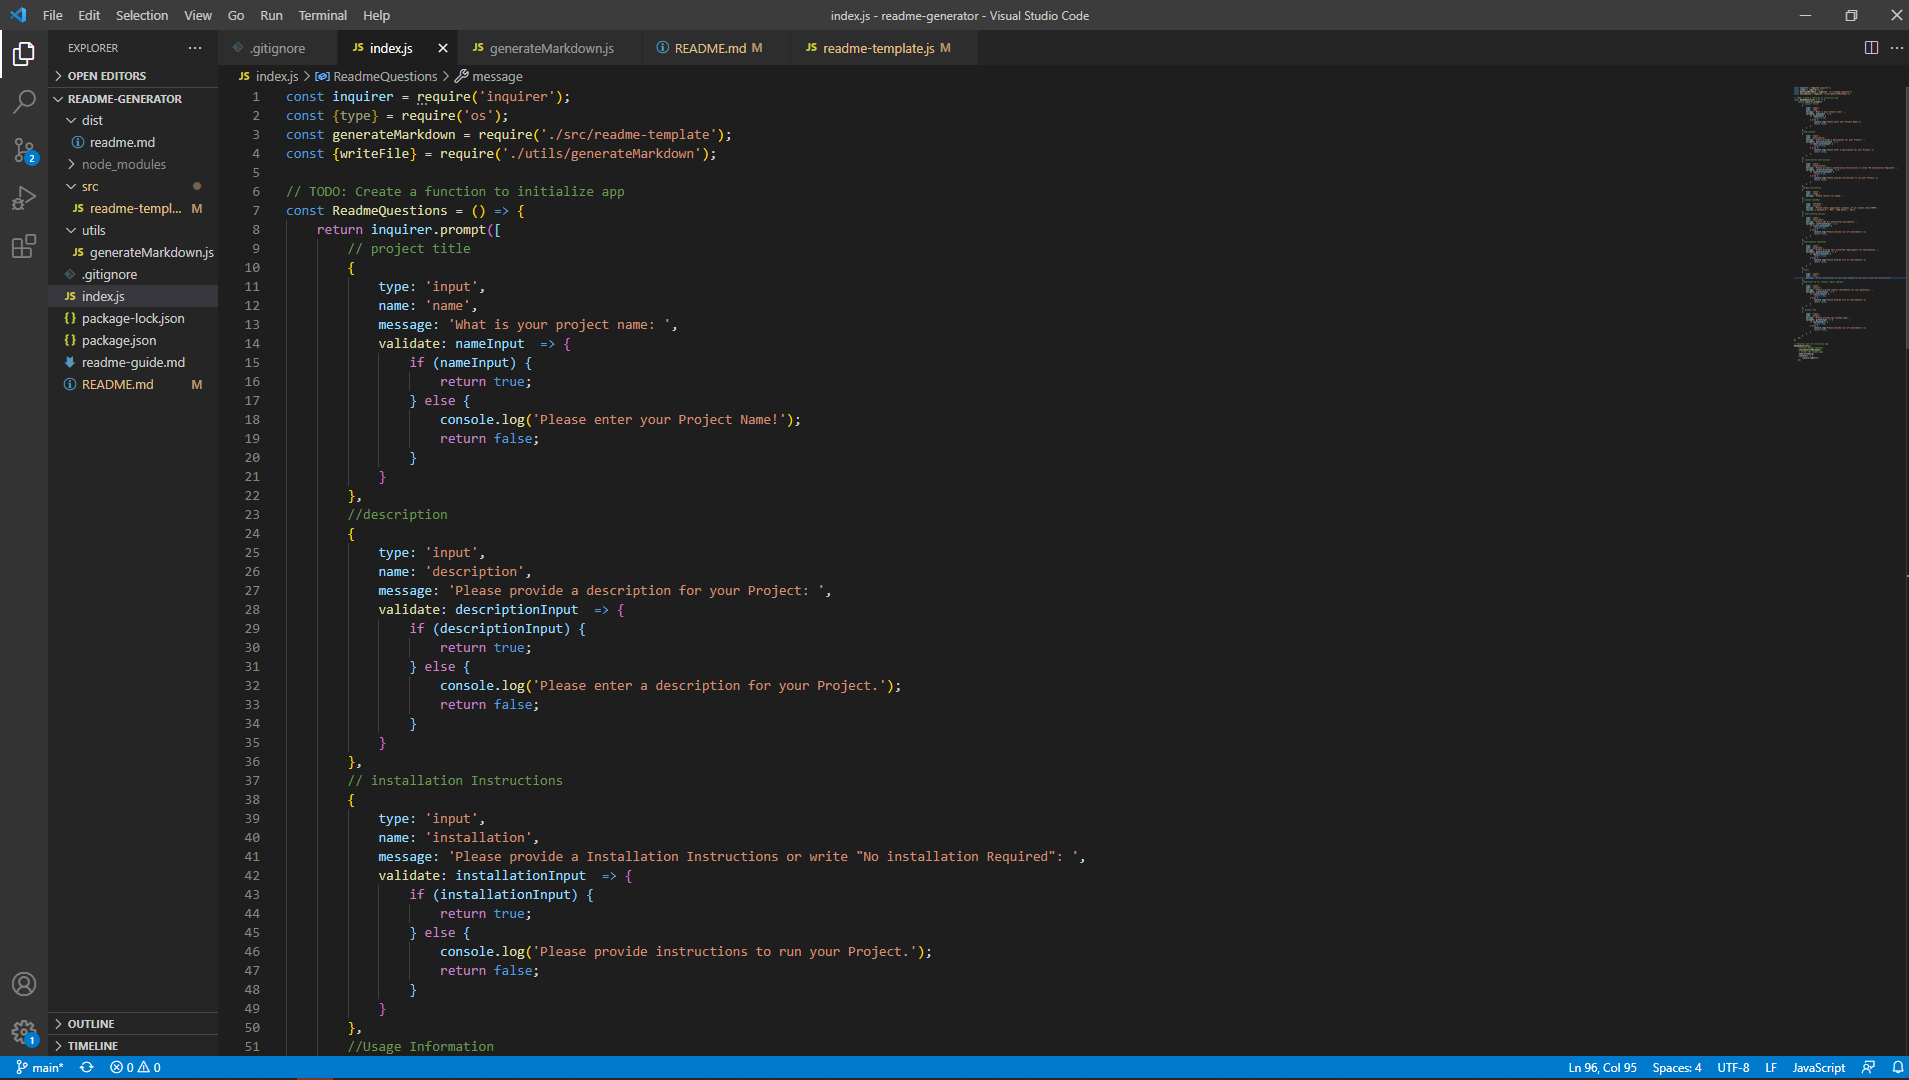 File Edit Selection View Go Run Terminal Help
index.js - readme-generator - Visual Studio Code
EXPLORER ···
OPEN EDITORS
README-GENERATOR
dist
readme.md
node_modules
src
JS readme-templ... M
utils
JS generateMarkdown.js
.gitignore
JS index.js
{} package-lock.json
{} package.json
readme-guide.md
README.md M
OUTLINE
TIMELINE
2
1
.gitignore
JS index.js
JS generateMarkdown.js
README.md M
JS readme-template.js M
JS index.js > ReadmeQuestions > message
1 const inquirer = require('inquirer');
2 const {type} = require('os');
3 const generateMarkdown = require('./src/readme-template');
4 const {writeFile} = require('./utils/generateMarkdown');
5
6 // TODO: Create a function to initialize app
7 const ReadmeQuestions = () => {
8 return inquirer.prompt([
9 // project title
10 {
11 type: 'input',
12 name: 'name',
13 message: 'What is your project name: ',
14 validate: nameInput  => {
15 if (nameInput) {
16 return true;
17 } else {
18 console.log('Please enter your Project Name!');
19 return false;
20 }
21 }
22 },
23 //description
24 {
25 type: 'input',
26 name: 'description',
27 message: 'Please provide a description for your Project: ',
28 validate: descriptionInput  => {
29 if (descriptionInput) {
30 return true;
31 } else {
32 console.log('Please enter a description for your Project.');
33 return false;
34 }
35 }
36 },
37 // installation Instructions
38 {
39 type: 'input',
40 name: 'installation',
41 message: 'Please provide a Installation Instructions or write "No installation Required": ',
42 validate: installationInput  => {
43 if (installationInput) {
44 return true;
45 } else {
46 console.log('Please provide instructions to run your Project.');
47 return false;
48 }
49 }
50 },
51 //Usage Information
main* 0 0
Ln 96, Col 95 Spaces: 4 UTF-8 LF JavaScript